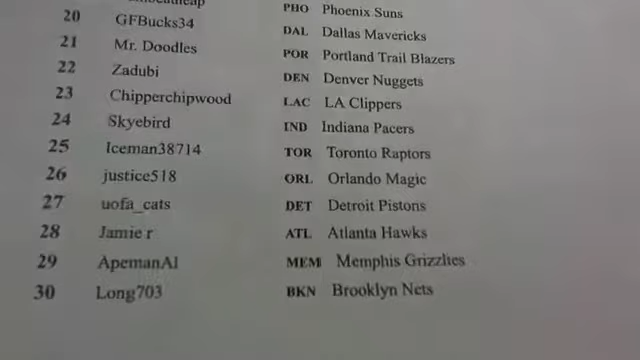 PHO Phoenix Suns
20 GFBucks34 DAL Dallas Mavericks
21 Mr. Doodles POR Portland Trail Blazers
22 Zadubi DEN Denver Nuggets
23 Chipperchipwood LAC LA Clippers
24 Skyebird IND Indiana Pacers
25 Iceman38714 TOR Toronto Raptors
26 justice518 ORL Orlando Magic
27 uofa_cats DET Detroit Pistons
28 Jamie r ATL Atlanta Hawks
29 ApemanAl MEM Memphis Grizzlies
30 Long703 BKN Brooklyn Nets